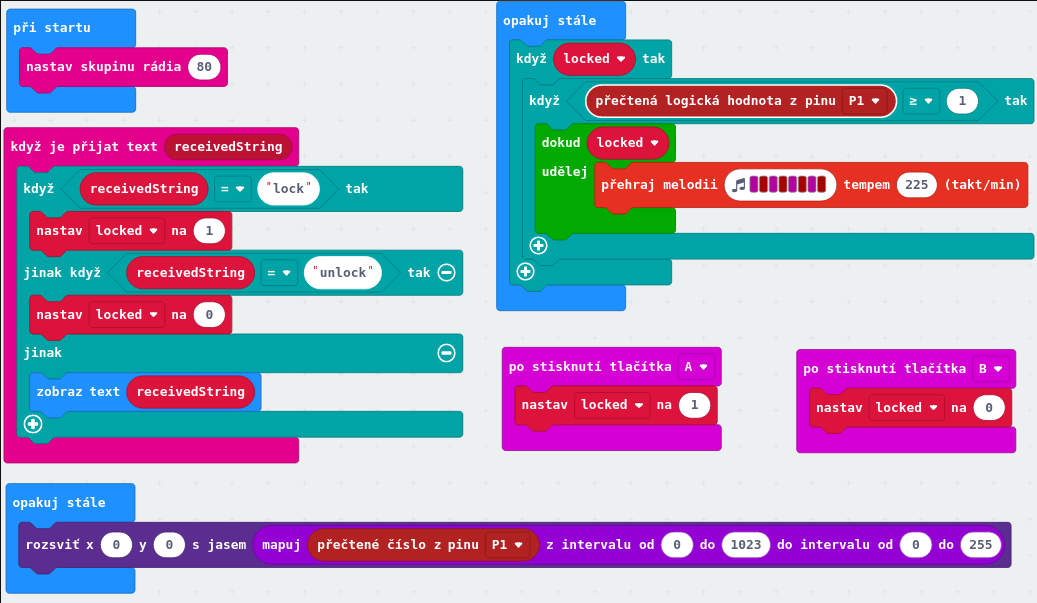 při startu
nastav skupinu rádia 80
když je přijat text receivedString
když receivedString = "lock" tak
nastav locked na 1
jinak když receivedString = "unlock" tak
nastav locked na 0
jinak
zobraz text receivedString
opakuj stále
když locked tak
když přečtená logická hodnota z pinu P1 ≥ 1 tak
dokud locked
udělej
přehraj melodii tempem 225 (takt/min)
po stisknutí tlačítka A
nastav locked na 1
po stisknutí tlačítka B
nastav locked na 0
opakuj stále
rozsviť x 0 y 0 s jasem mapuj přečtené číslo z pinu P1 z intervalu od 0 do 1023 do intervalu od 0 do 255